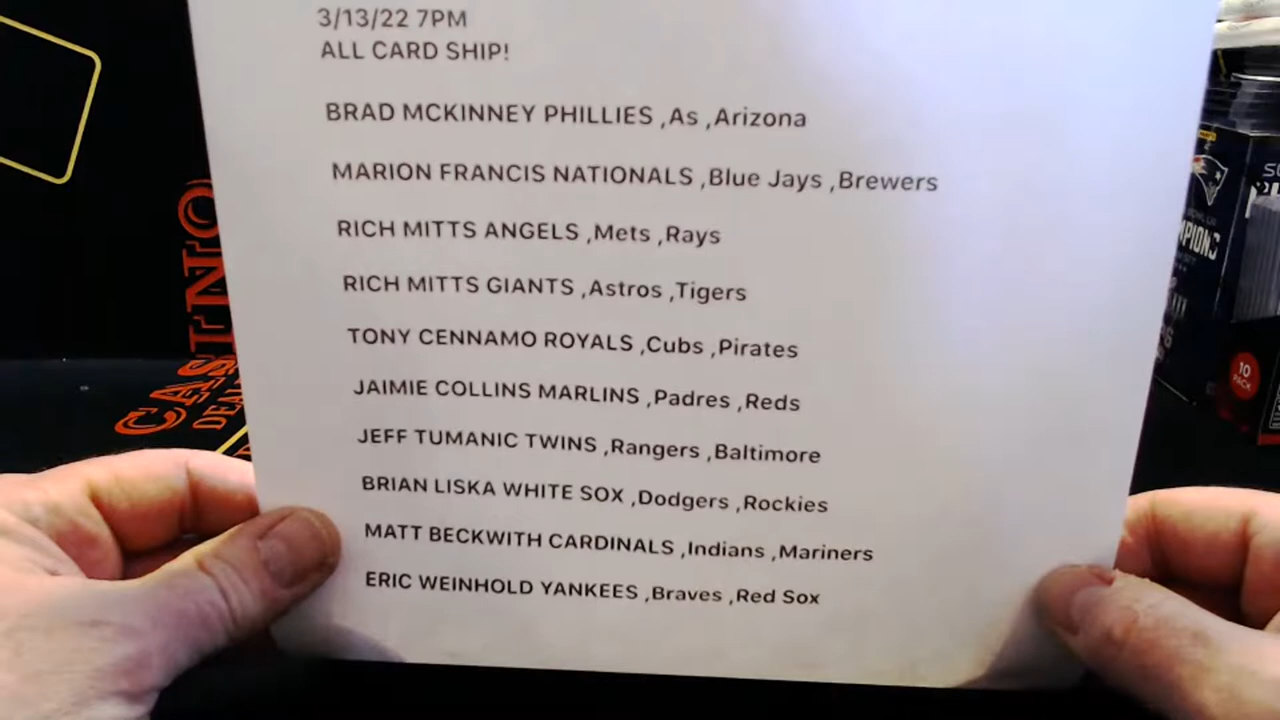 3/13/22 7PM
ALL CARD SHIP!
BRAD MCKINNEY PHILLIES ,As ,Arizona
MARION FRANCIS NATIONALS ,Blue Jays ,Brewers
RICH MITTS ANGELS ,Mets ,Rays
RICH MITTS GIANTS ,Astros ,Tigers
TONY CENNAMO ROYALS ,Cubs ,Pirates
JAIMIE COLLINS MARLINS ,Padres ,Reds
JEFF TUMANIC TWINS ,Rangers ,Baltimore
BRIAN LISKA WHITE SOX ,Dodgers ,Rockies
MATT BECKWITH CARDINALS ,Indians ,Mariners
ERIC WEINHOLD YANKEES ,Braves ,Red Sox
CASINO
10
PACK